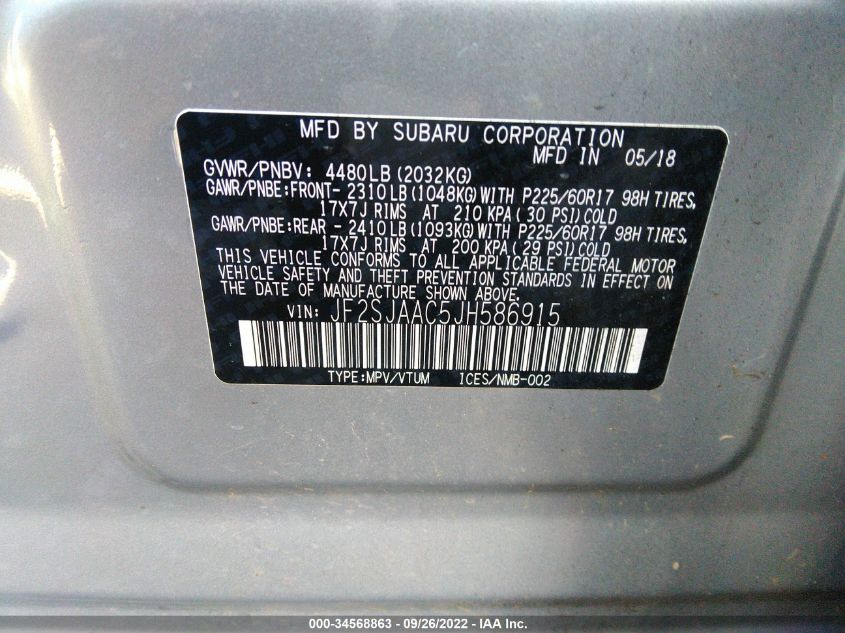 MFD BY SUBARU CORPORATION
MFD IN 05/18
GVWR/PNBV: 4480LB (2032KG)
GAWR/PNBE:FRONT- 2310LB(1048KG)WITH P225/60R17 98H TIRES,
17X7J RIMS AT 210 KPA(30 PSI)COLD
GAWR/PNBE:REAR - 2410LB(1093KG)WITH P225/60R17 98H TIRES,
17X7J RIMS AT 200 KPA(29 PSI)COLD
THIS VEHICLE CONFORMS TO ALL APPLICABLE FEDERAL MOTOR
VEHICLE SAFETY AND THEFT PREVENTION STANDARDS IN EFFECT ON
THE DATE OF MANUFACTURE SHOWN ABOVE.
VIN: JF2SJAAC5JH586915
TYPE:MPV/VTUM ICES/NMB-002
000-34568863 - 09/26/2022 - IAA Inc.